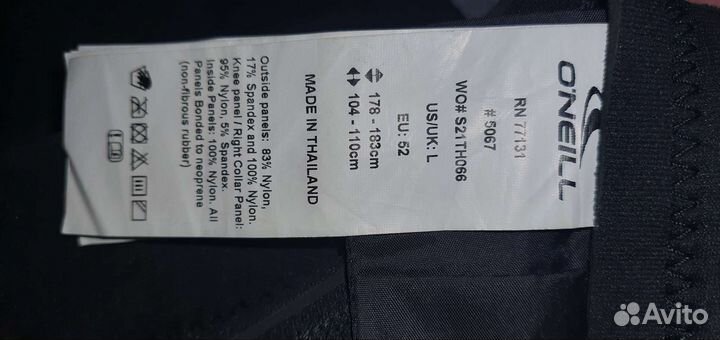 O'NEILL
RN 77131
# 5067
WO# S21TH066
US/UK: L
EU: 52
178 - 183cm
104 - 110cm
MADE IN THAILAND
Outside panels: 83% Nylon,
17% Spandex and 100% Nylon.
Knee panel / Right Collar Panel:
95% Nylon, 5% Spandex.
Inside Panels: 100% Nylon. All
Panels Bonded to neoprene
(non-fibrous rubber)
Avito